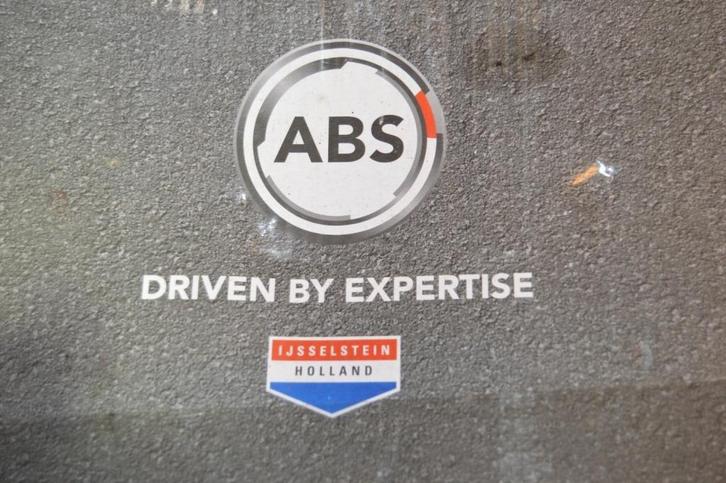 ABS
DRIVEN BY EXPERTISE
IJSSELSTEIN
HOLLAND